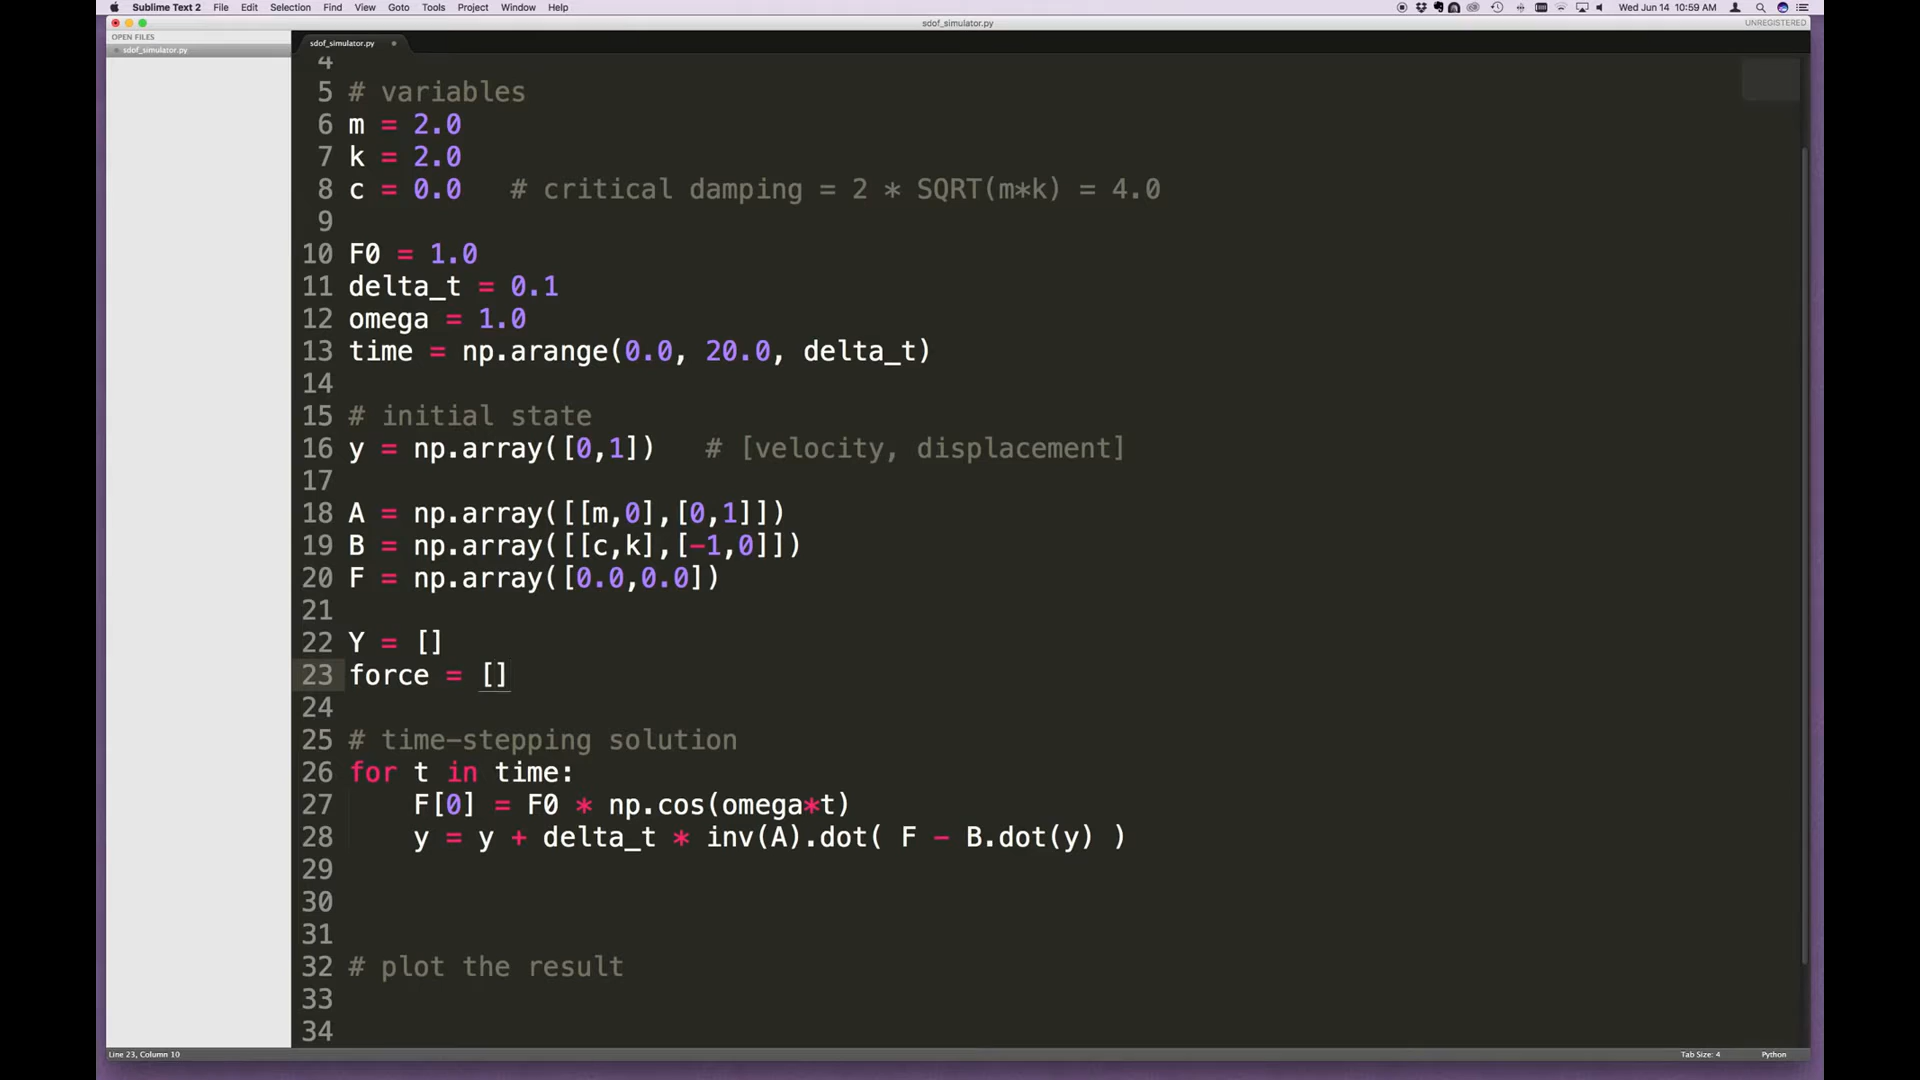 Sublime Text 2 File Edit Selection Find View Goto Tools Project Window Help Wed Jun 14 10:59 AM
sdof_simulator.py UNREGISTERED
OPEN FILES
sdof_simulator.py
sdof_simulator.py
4
5 # variables
6 m = 2.0
7 k = 2.0
8 c = 0.0 # critical damping = 2 * SQRT(m*k) = 4.0
9
10 F0 = 1.0
11 delta_t = 0.1
12 omega = 1.0
13 time = np.arange(0.0, 20.0, delta_t)
14
15 # initial state
16 y = np.array([0,1]) # [velocity, displacement]
17
18 A = np.array([[m,0],[0,1]])
19 B = np.array([[c,k],[-1,0]])
20 F = np.array([0.0,0.0])
21
22 Y = []
23 force = []
24
25 # time-stepping solution
26 for t in time:
27 F[0] = F0 * np.cos(omega*t)
28 y = y + delta_t * inv(A).dot( F - B.dot(y) )
29
30
31
32 # plot the result
33
34
Line 23, Column 10 Tab Size: 4 Python